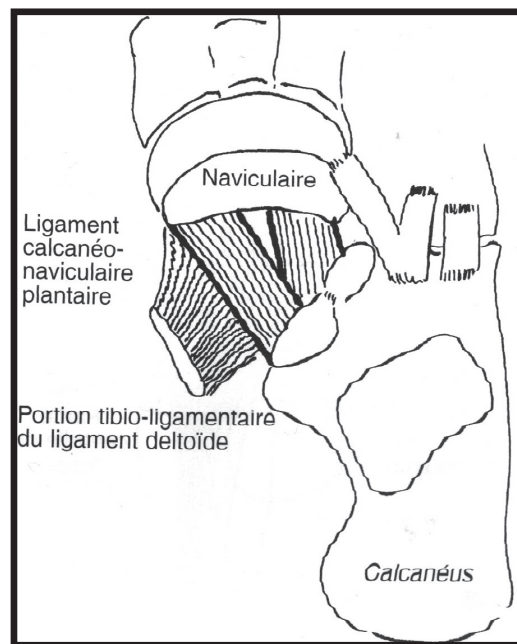 Naviculaire
Ligament
calcanéo-
naviculaire
plantaire
Portion tibio-ligamentaire
du ligament deltoïde
Calcanéus